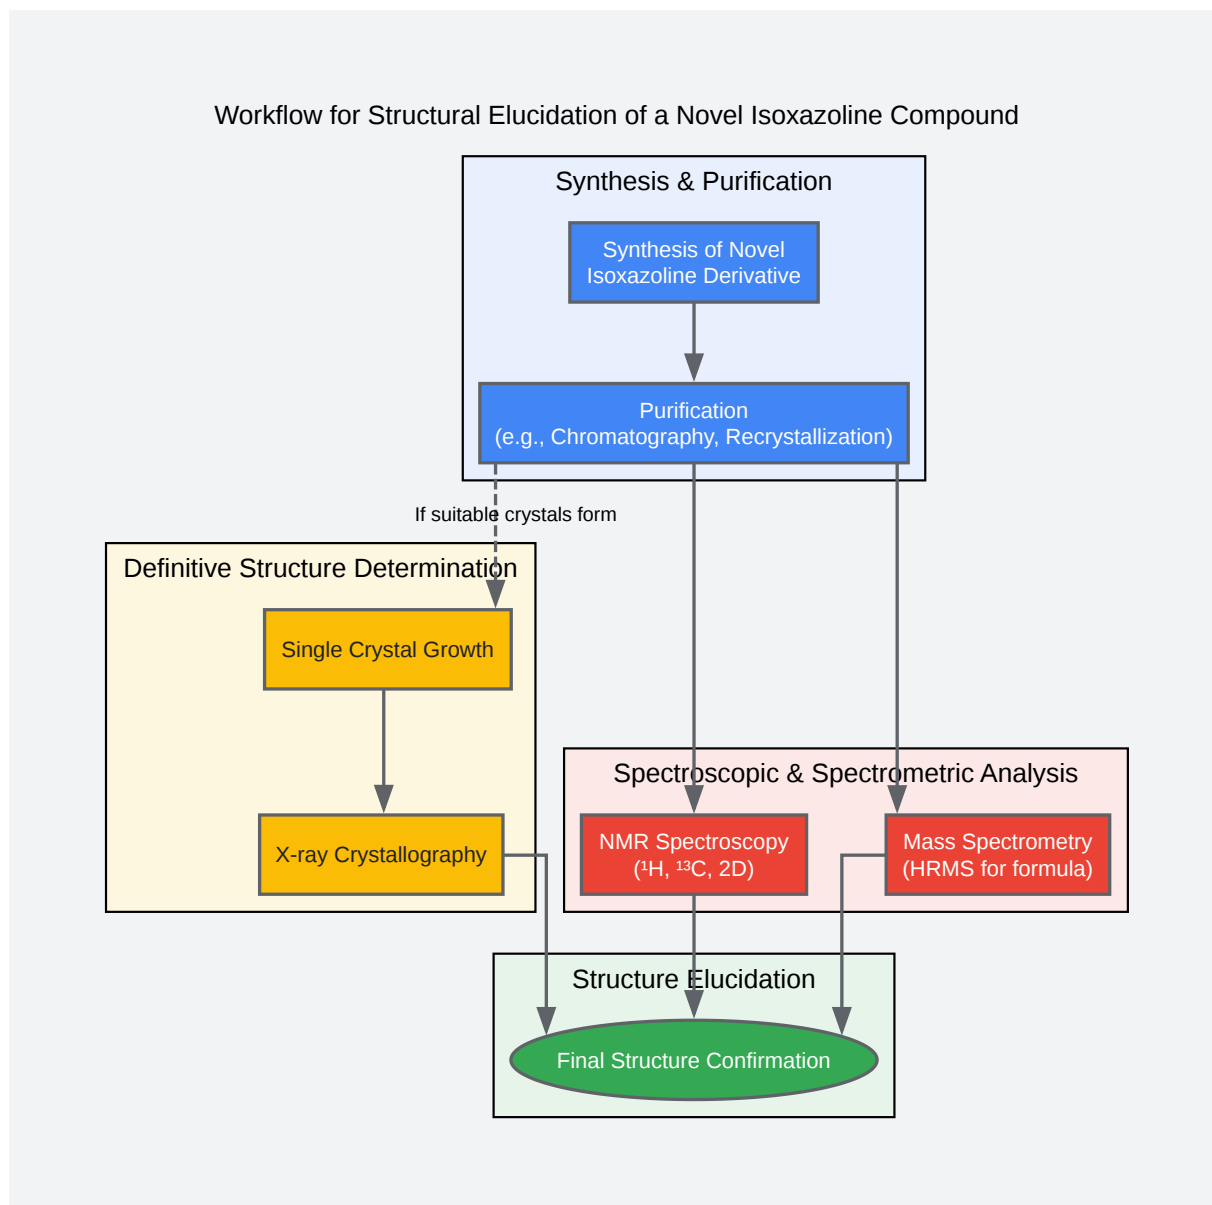 Workflow for Structural Elucidation of a Novel Isoxazoline Compound
Synthesis & Purification
Synthesis of Novel
Isoxazoline Derivative
Purification
(e.g., Chromatography, Recrystallization)
If suitable crystals form
Definitive Structure Determination
Single Crystal Growth
X-ray Crystallography
Spectroscopic & Spectrometric Analysis
NMR Spectroscopy
(¹H, ¹³C, 2D)
Mass Spectrometry
(HRMS for formula)
Structure Elucidation
Final Structure Confirmation